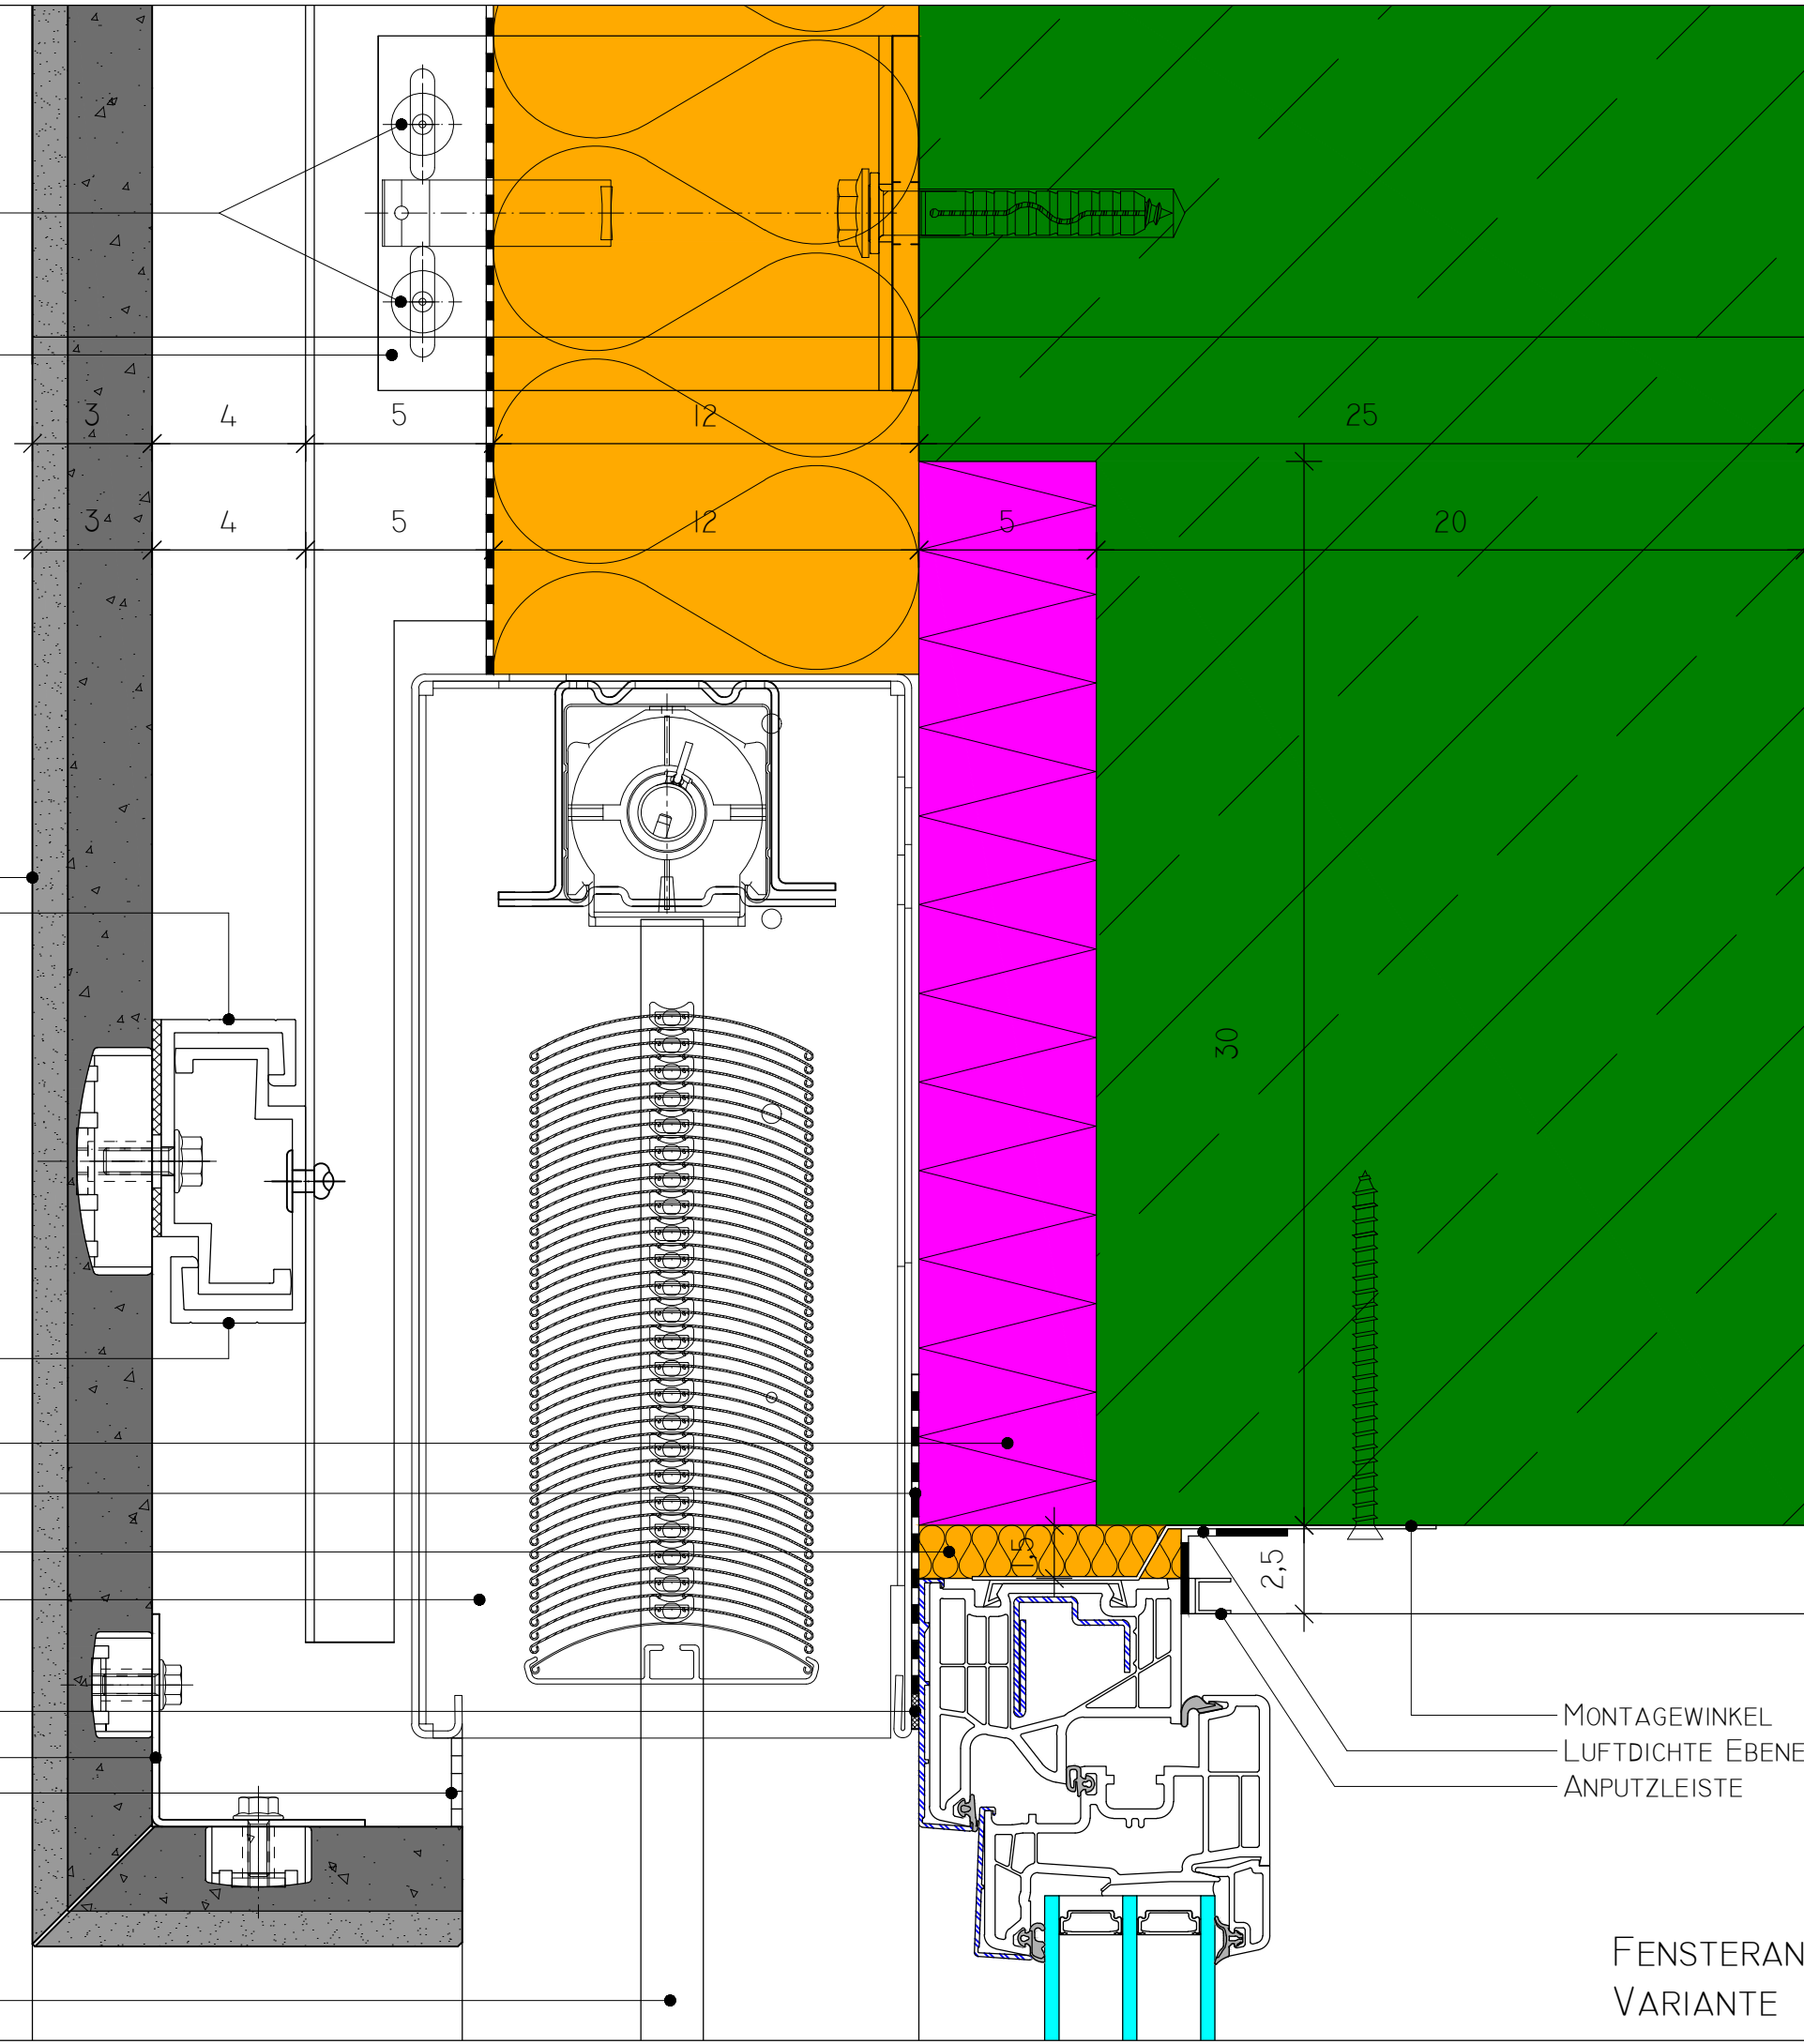 3 4 5 12 25
3 4 5 12 5 20
30
1,5
2,5
MONTAGEWINKEL
LUFTDICHTE EBENE
ANPUTZLEISTE
FENSTERAN
VARIANTE